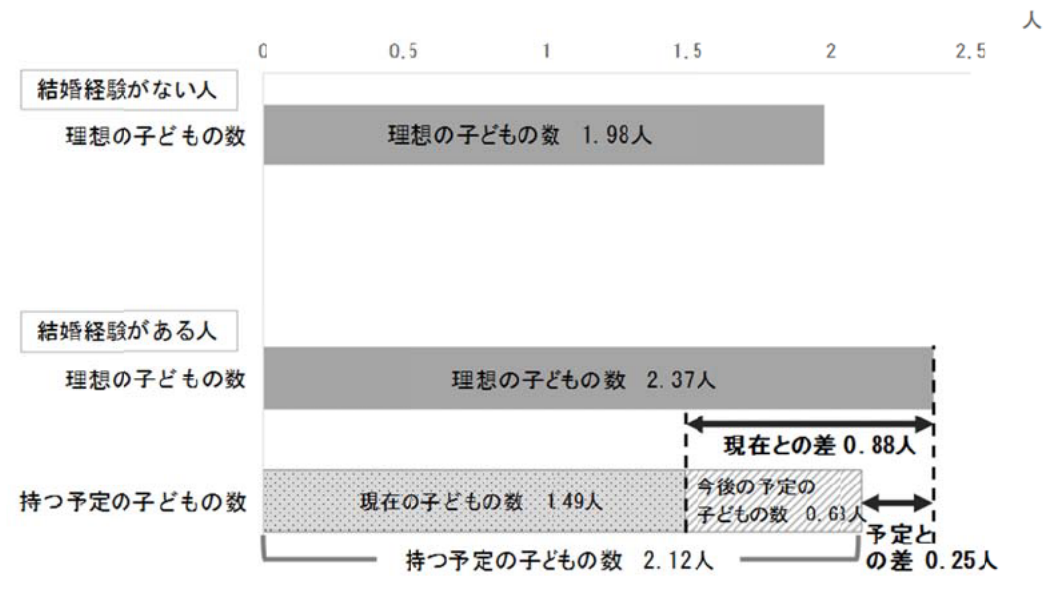 人
0 0.5 1 1.5 2 2.5
結婚経験がない人
理想の子どもの数
理想の子どもの数 1.98人
結婚経験がある人
理想の子どもの数
理想の子どもの数 2.37人
現在との差 0.88人
持つ予定の子どもの数
現在の子どもの数 1.49人
今後の予定の
子どもの数 0.63人
予定と
の差 0.25人
持つ予定の子どもの数 2.12人